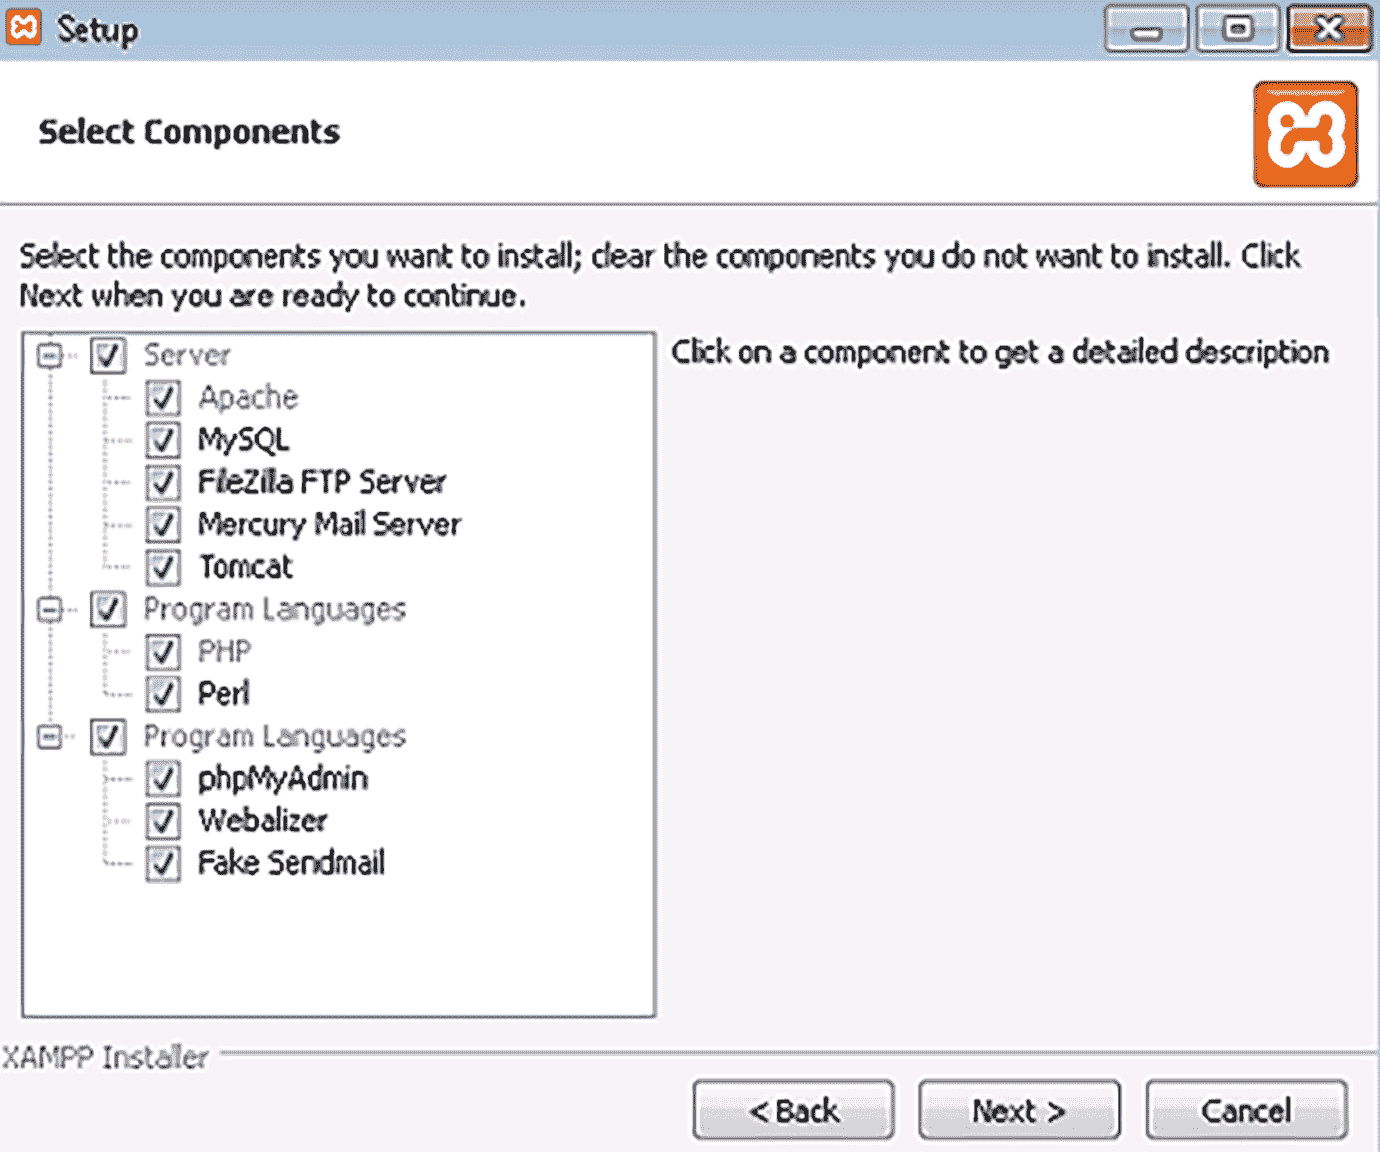 Setup
Select Components
Select the components you want to install; clear the components you do not want to install. Click
Next when you are ready to continue.
Server
Apache
MySQL
FileZilla FTP Server
Mercury Mail Server
Tomcat
Program Languages
PHP
Perl
Program Languages
phpMyAdmin
Webalizer
Fake Sendmail
Click on a component to get a detailed description
XAMPP Installer
< Back
Next >
Cancel